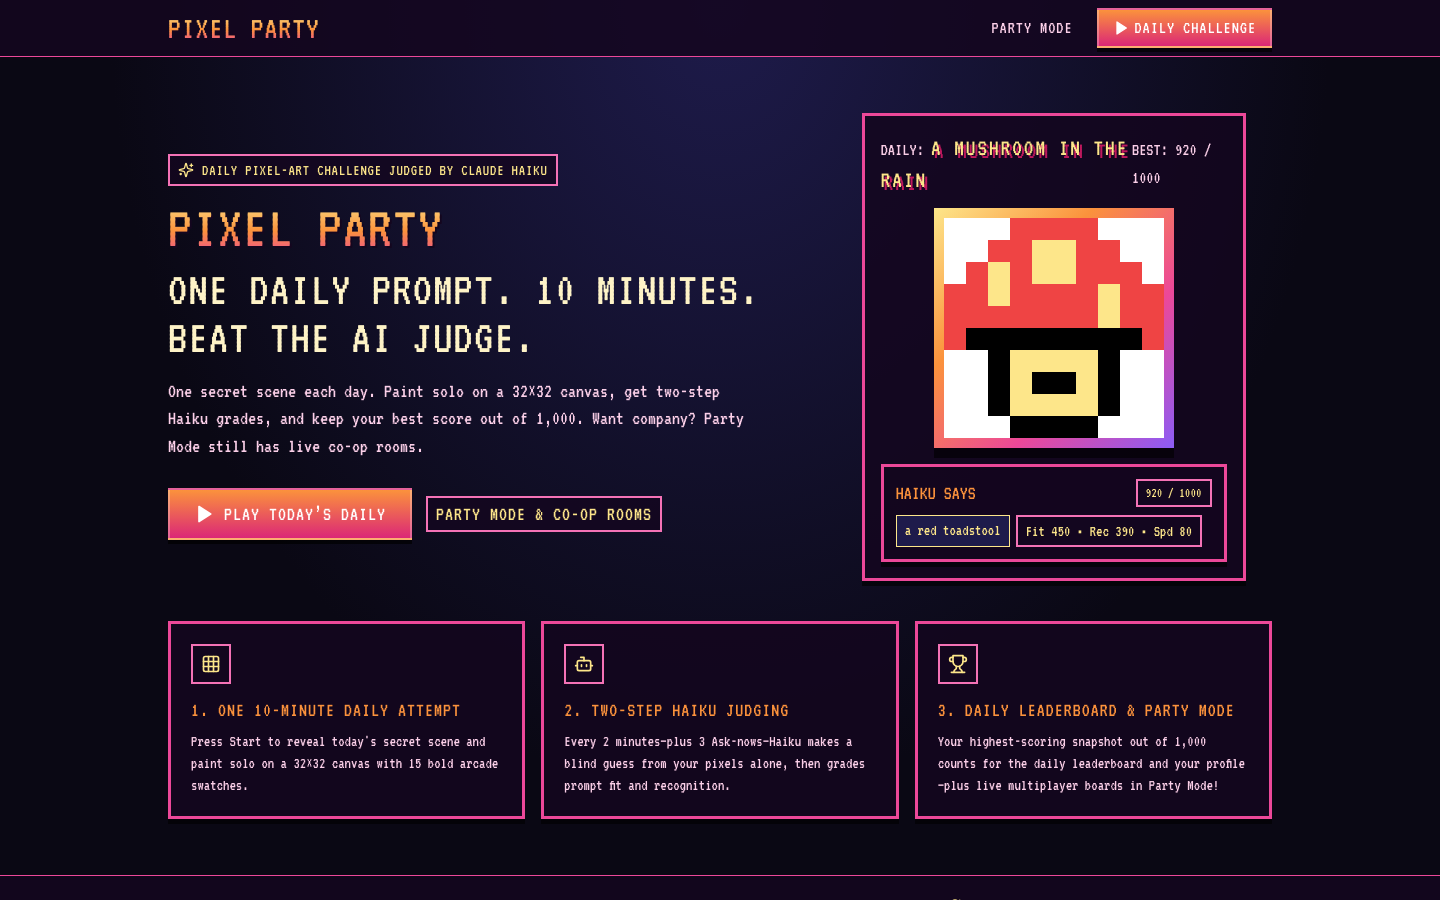 PIXEL PARTY
PARTY MODE
DAILY CHALLENGE
DAILY PIXEL-ART CHALLENGE JUDGED BY CLAUDE HAIKU
PIXEL PARTY
ONE DAILY PROMPT. 10 MINUTES.
BEAT THE AI JUDGE.
One secret scene each day. Paint solo on a 32×32 canvas, get two-step
Haiku grades, and keep your best score out of 1,000. Want company? Party
Mode still has live co-op rooms.
PLAY TODAY'S DAILY
PARTY MODE & CO-OP ROOMS
DAILY: A MUSHROOM IN THE
RAIN
BEST: 920 /
1000
HAIKU SAYS
920 / 1000
a red toadstool
Fit 450 • Rec 390 • Spd 80
1. ONE 10-MINUTE DAILY ATTEMPT
Press Start to reveal today's secret scene and
paint solo on a 32×32 canvas with 15 bold arcade
swatches.
2. TWO-STEP HAIKU JUDGING
Every 2 minutes—plus 3 Ask-nows—Haiku makes a
blind guess from your pixels alone, then grades
prompt fit and recognition.
3. DAILY LEADERBOARD & PARTY MODE
Your highest-scoring snapshot out of 1,000
counts for the daily leaderboard and your profile
—plus live multiplayer boards in Party Mode!